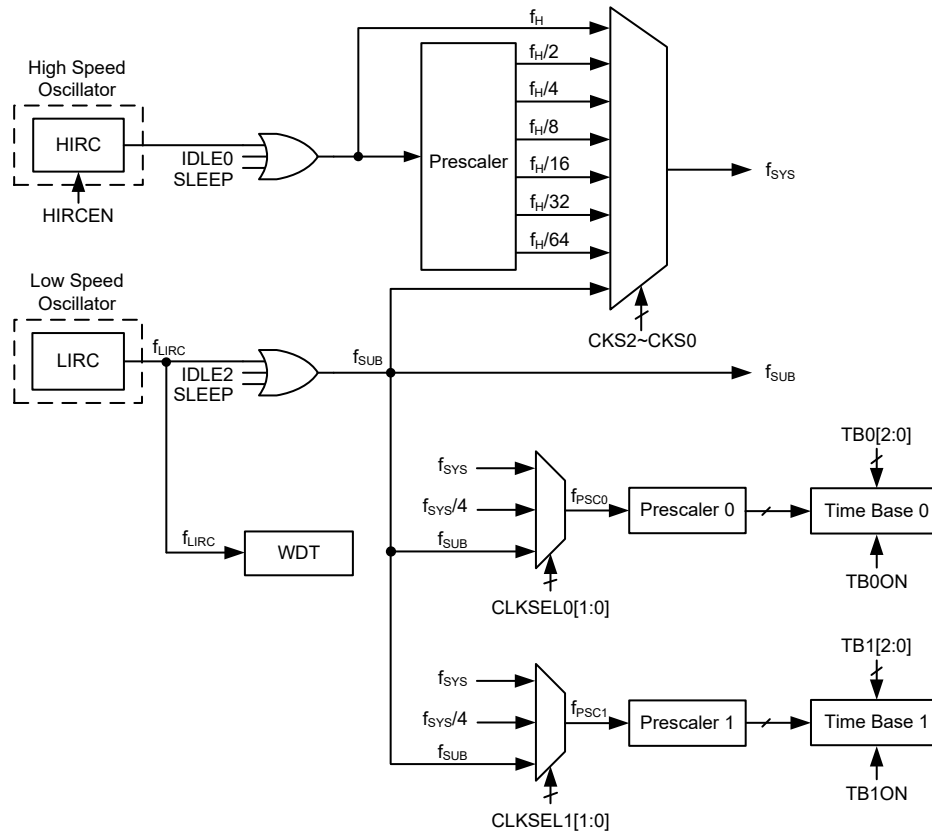 High Speed
Oscillator
HIRC
IDLE0
SLEEP
HIRCEN
fH
fH/2
fH/4
fH/8
fH/16
fH/32
fH/64
Prescaler
fSYS
CKS2~CKS0
Low Speed
Oscillator
LIRC
fLIRC
IDLE2
SLEEP
fSUB
fSUB
fLIRC
WDT
fSYS
fSYS/4
fSUB
fPSC0
CLKSEL0[1:0]
Prescaler 0
TB0[2:0]
Time Base 0
TB0ON
fSYS
fSYS/4
fSUB
fPSC1
CLKSEL1[1:0]
Prescaler 1
TB1[2:0]
Time Base 1
TB1ON